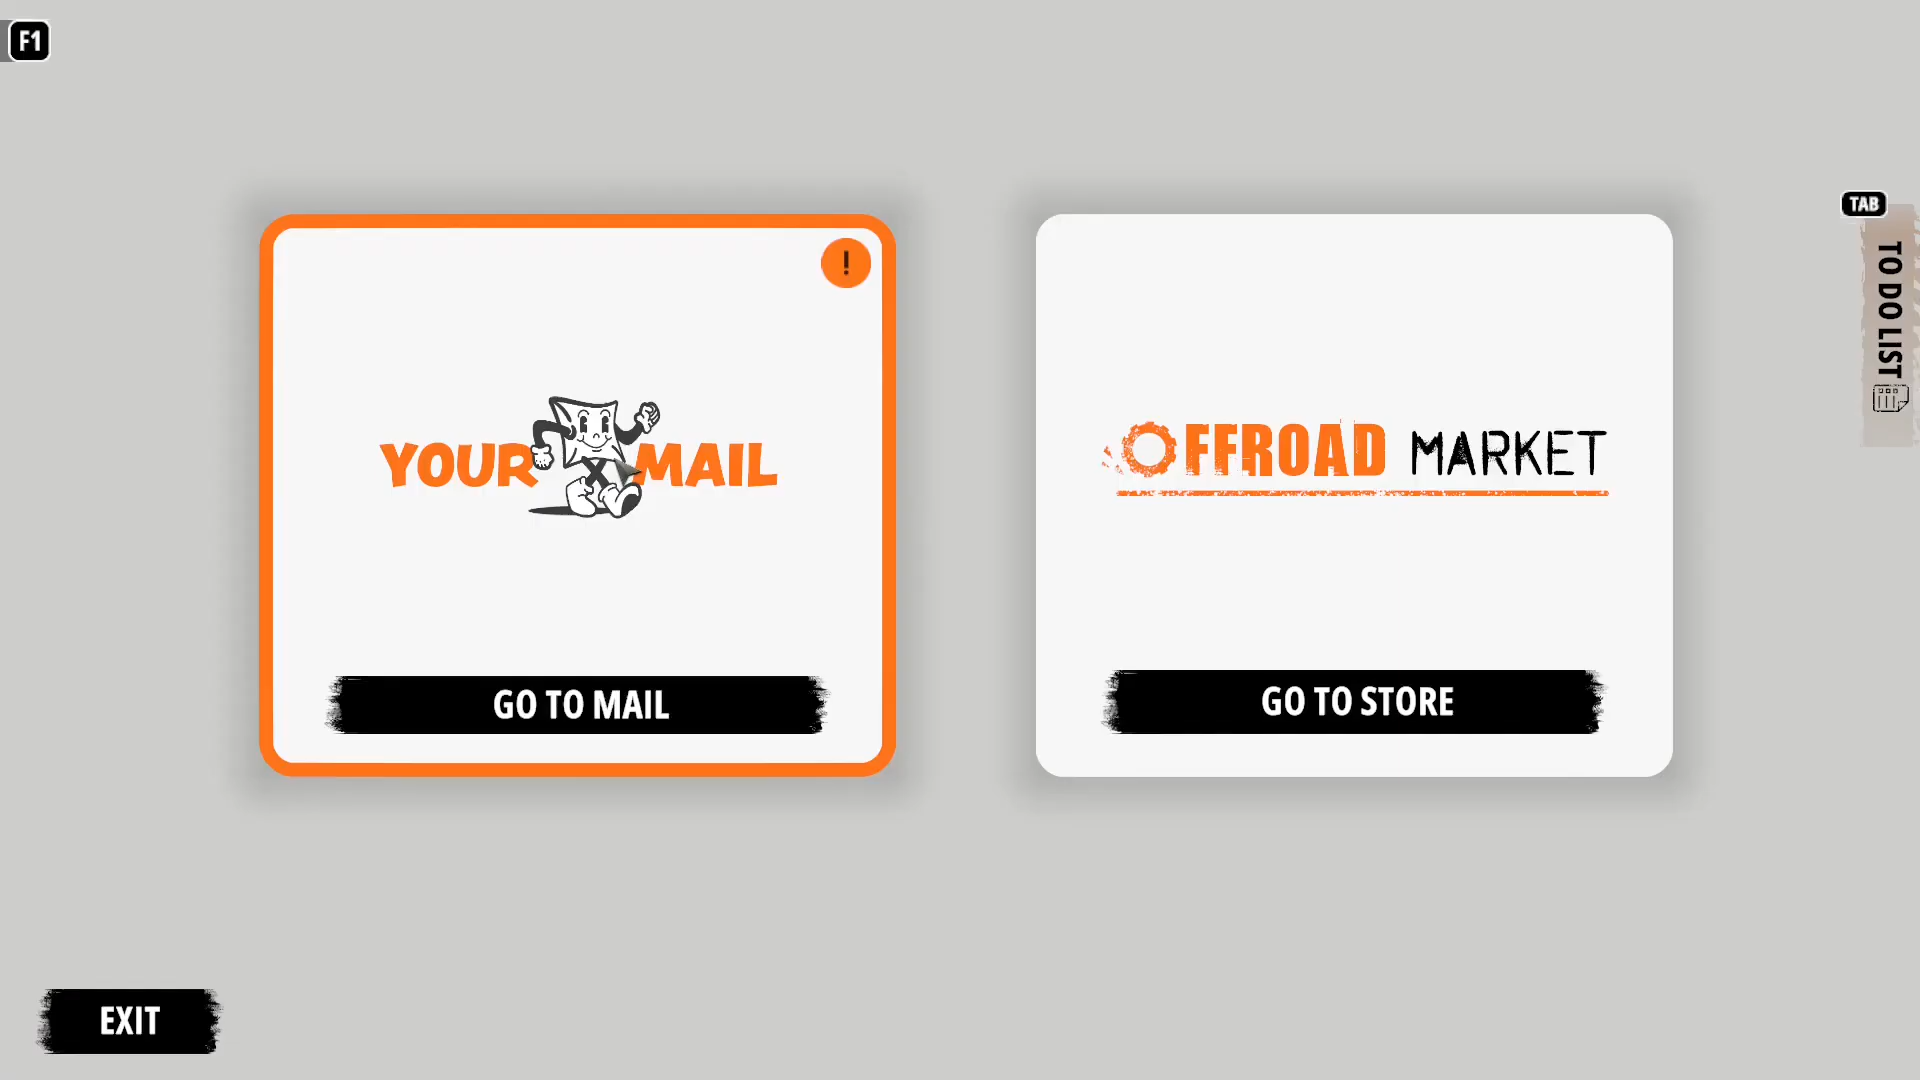 F1
TAB
TO DO LIST
!
YOUR MAIL
OFFROAD MARKET
GO TO MAIL
GO TO STORE
EXIT